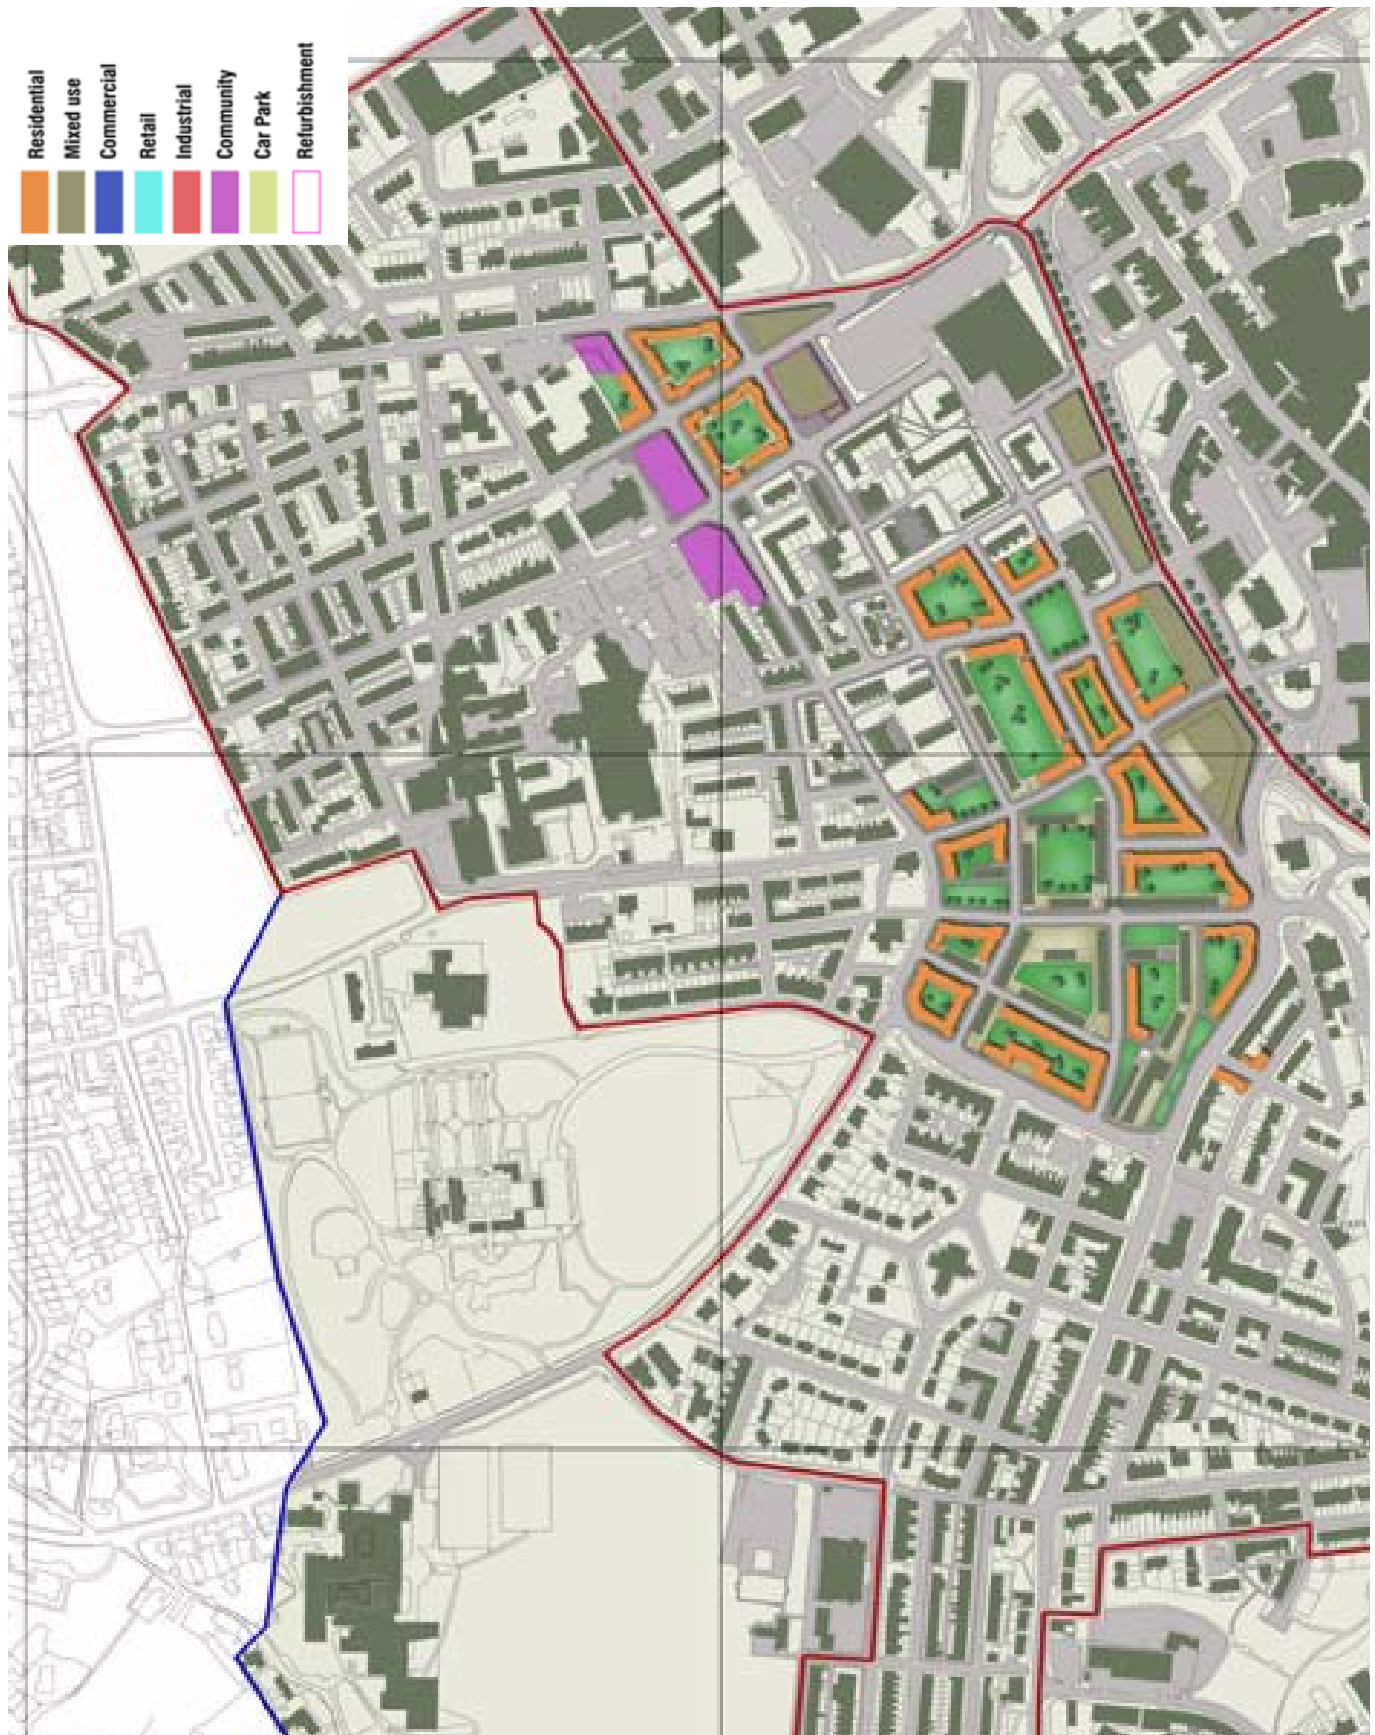 Residential
Mixed use
Commercial
Retail
Industrial
Community
Car Park
Refurbishment